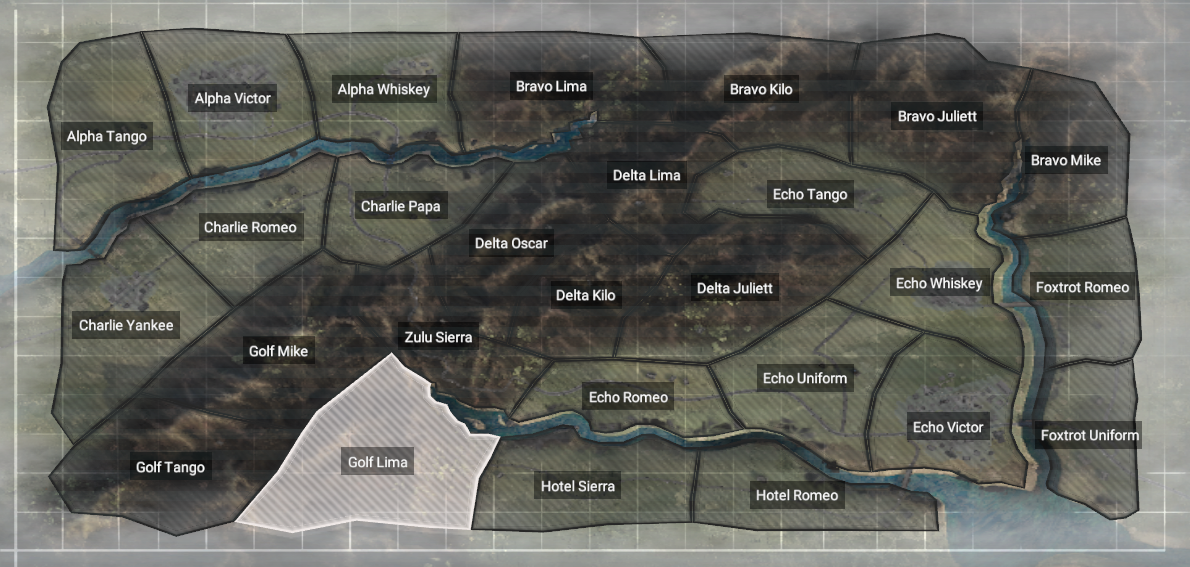 Bravo Lima
Alpha Whiskey
Bravo Kilo
Alpha Victor
Bravo Juliett
Alpha Tango
Bravo Mike
Delta Lima
Echo Tango
Charlie Papa
Charlie Romeo
Delta Oscar
Echo Whiskey
Foxtrot Romeo
Delta Juliett
Delta Kilo
Charlie Yankee
Zulu Sierra
Golf Mike
Echo Uniform
Echo Romeo
Echo Victor
Foxtrot Uniform
Golf Lima
Golf Tango
Hotel Sierra
Hotel Romeo